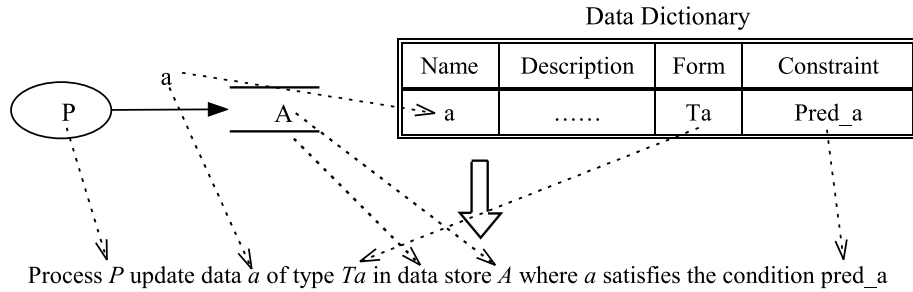 Data Dictionary
Name Description Form Constraint
a
P A a ...... Ta Pred_a
Process P update data a of type Ta in data store A where a satisfies the condition pred_a